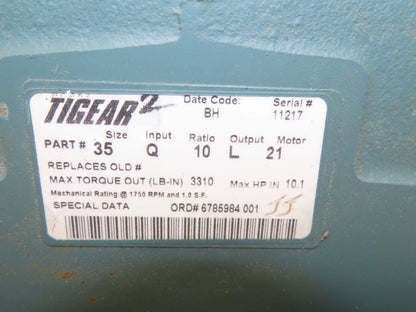 TIGEAR 2 Date Code: Serial #
BH 11217
Size Input Ratio Output Motor
PART # 35 Q 10 L 21
REPLACES OLD #
MAX TORQUE OUT (LB-IN) 3310 Max HP IN 10.1
Mechanical Rating @ 1750 RPM and 1.0 S.F.
SPECIAL DATA ORD# 6785984 001